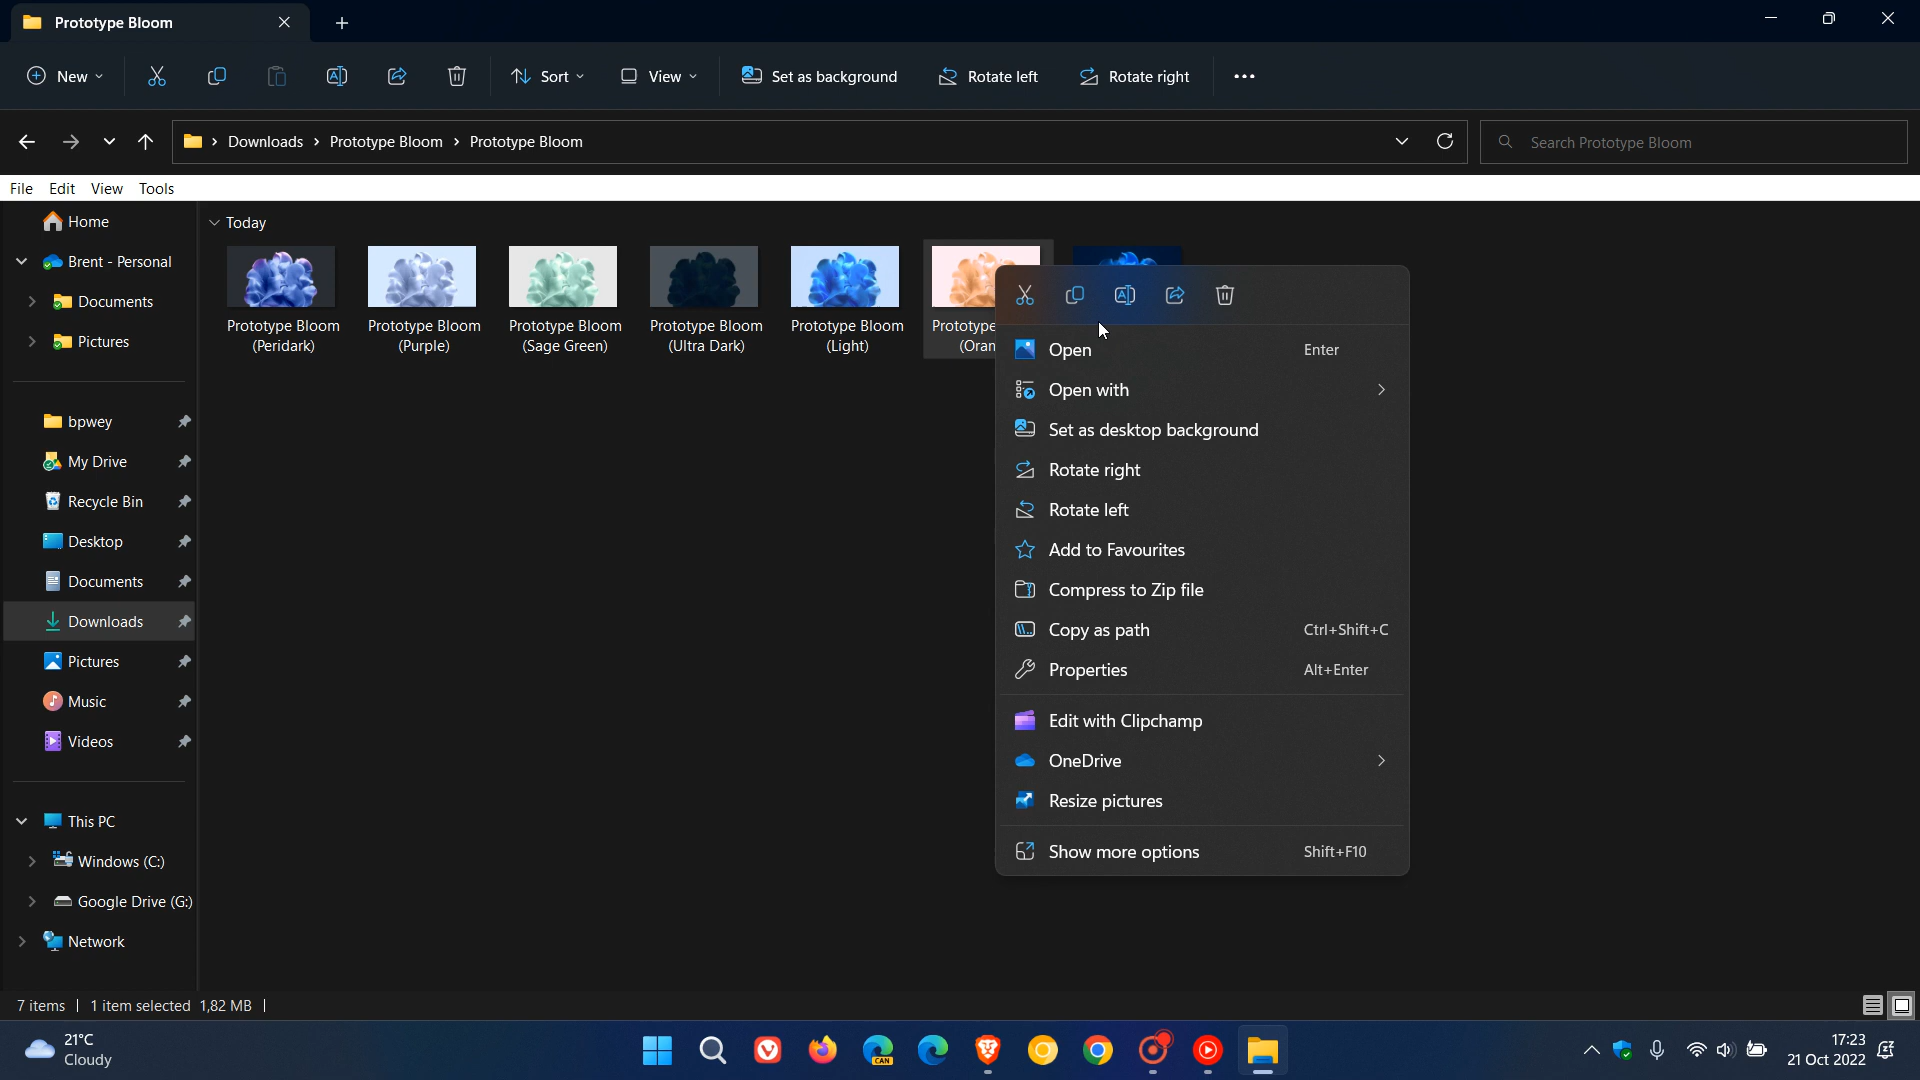 Prototype Bloom
New
Sort
View
Set as background
Rotate left
Rotate right
Downloads > Prototype Bloom > Prototype Bloom
Search Prototype Bloom
File Edit View Tools
Home
Brent - Personal
Documents
Pictures
bpwey
My Drive
Recycle Bin
Desktop
Documents
Downloads
Pictures
Music
Videos
This PC
Windows (C:)
Google Drive (G:)
Network
Today
Prototype Bloom
(Peridark)
Prototype Bloom
(Purple)
Prototype Bloom
(Sage Green)
Prototype Bloom
(Ultra Dark)
Prototype Bloom
(Light)
Prototype
(Oran
Open Enter
Open with
Set as desktop background
Rotate right
Rotate left
Add to Favourites
Compress to Zip file
Copy as path Ctrl+Shift+C
Properties Alt+Enter
Edit with Clipchamp
OneDrive
Resize pictures
Show more options Shift+F10
7 items | 1 item selected 1,82 MB |
21°C
Cloudy
CAN
17:23
21 Oct 2022